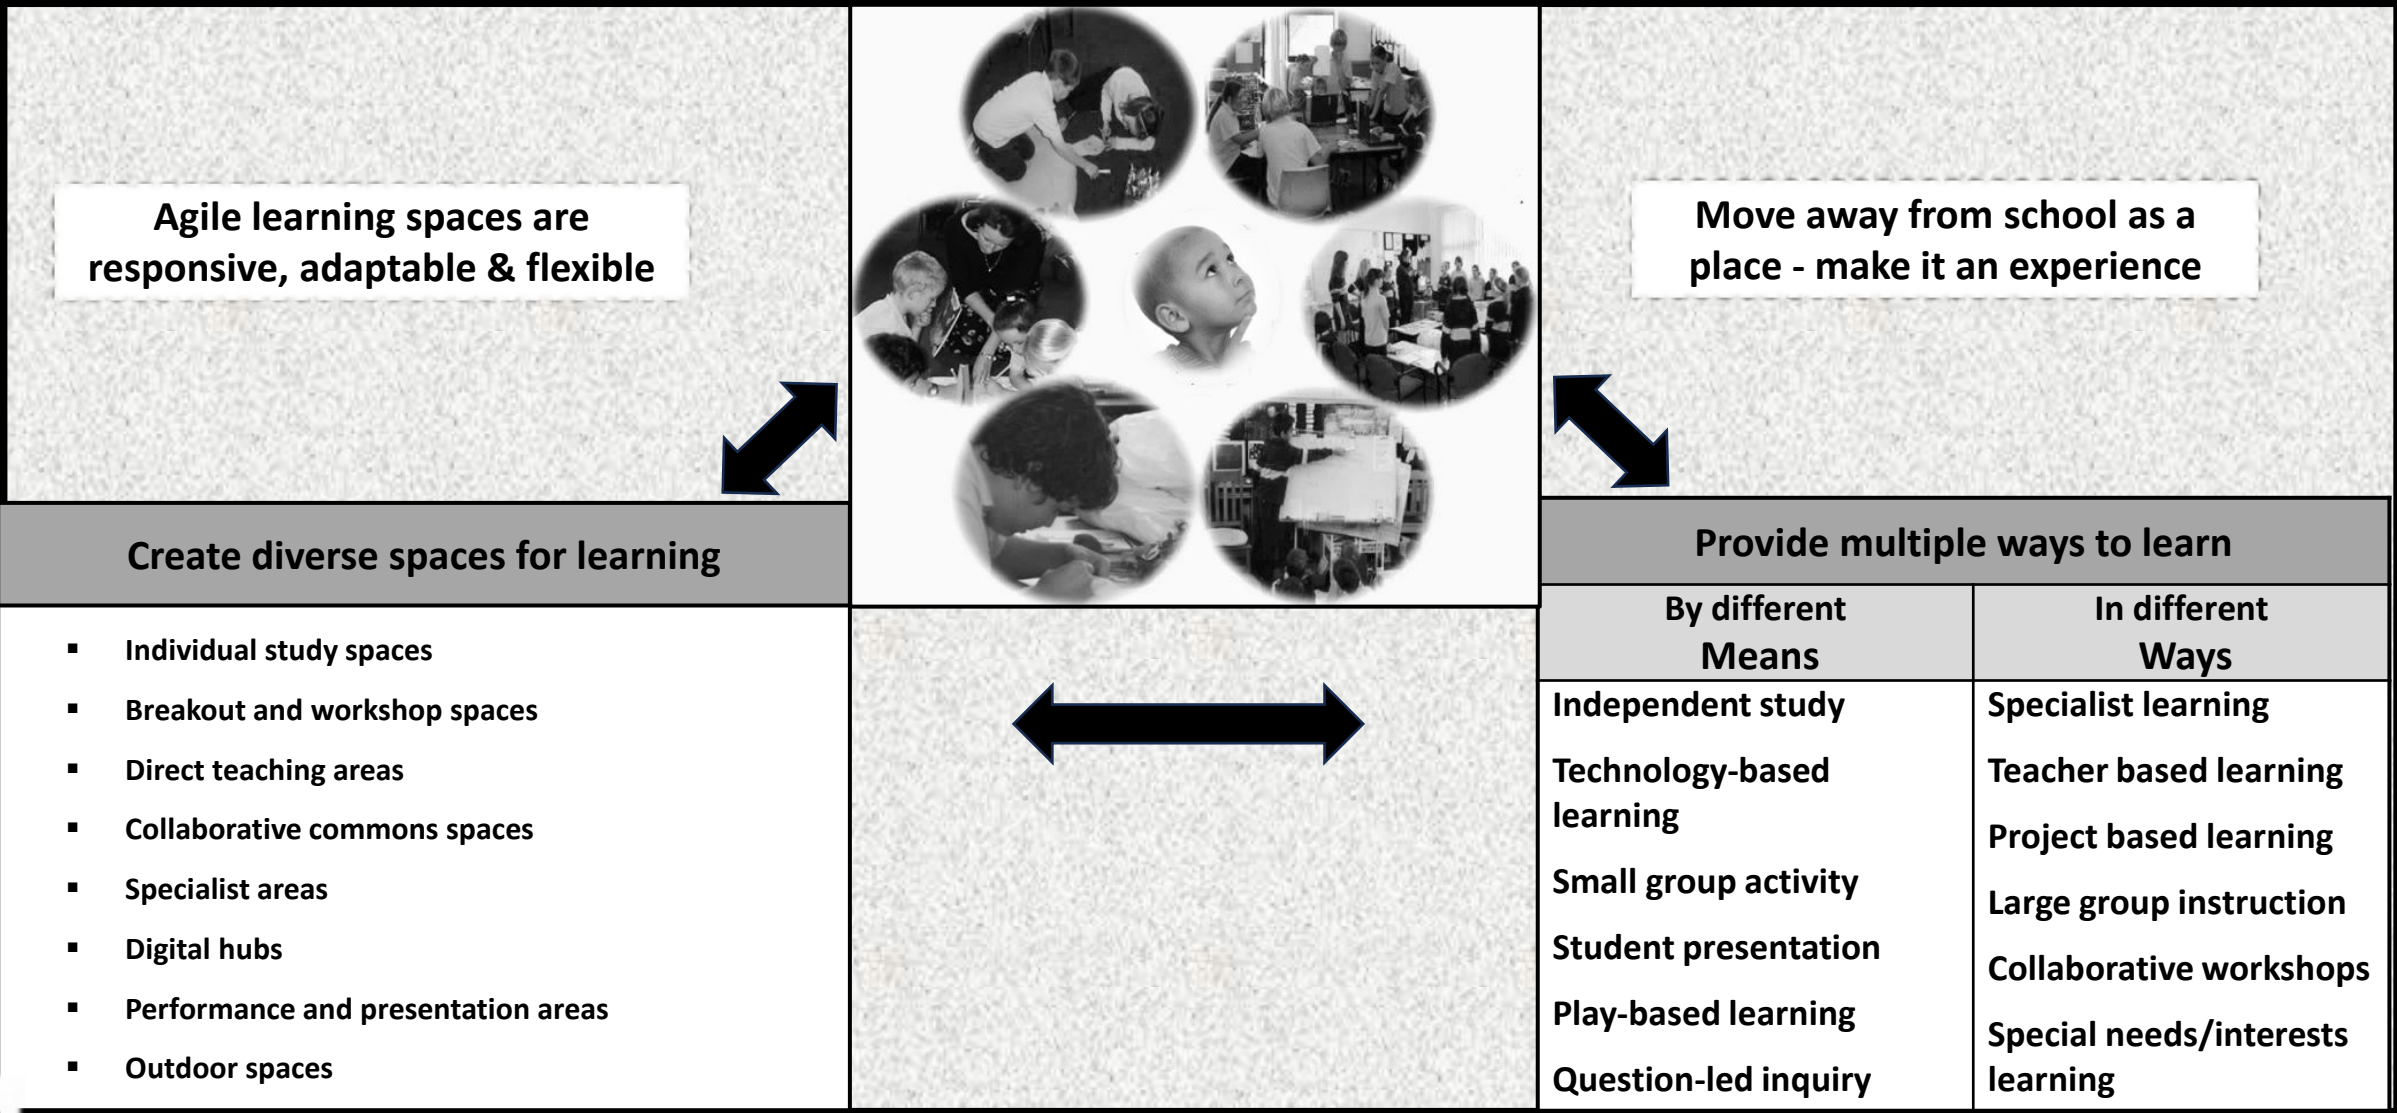 Agile learning spaces are
responsive, adaptable & flexible
Move away from school as a
place - make it an experience
Create diverse spaces for learning
▪ Individual study spaces
▪ Breakout and workshop spaces
▪ Direct teaching areas
▪ Collaborative commons spaces
▪ Specialist areas
▪ Digital hubs
▪ Performance and presentation areas
▪ Outdoor spaces
Provide multiple ways to learn
By different
Means
Independent study
Technology-based
learning
Small group activity
Student presentation
Play-based learning
Question-led inquiry
In different
Ways
Specialist learning
Teacher based learning
Project based learning
Large group instruction
Collaborative workshops
Special needs/interests
learning